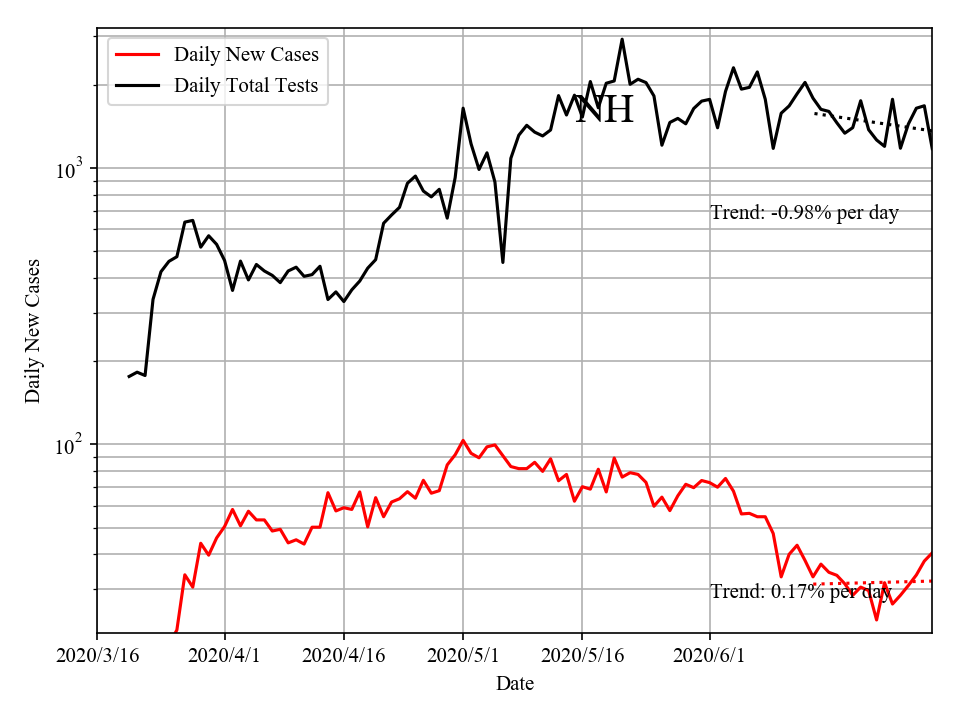 Daily New Cases
Daily Total Tests
NH
10³
Trend: -0.98% per day
Daily New Cases
10²
Trend: 0.17% per day
2020/3/16 2020/4/1 2020/4/16 2020/5/1 2020/5/16 2020/6/1
Date